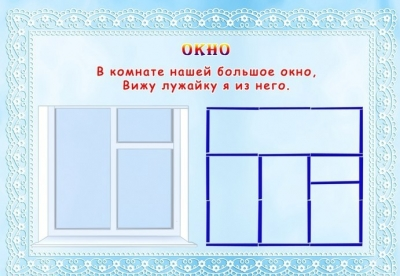 ОКНО
В комнате нашей большое окно,
Вижу лужайку я из него.